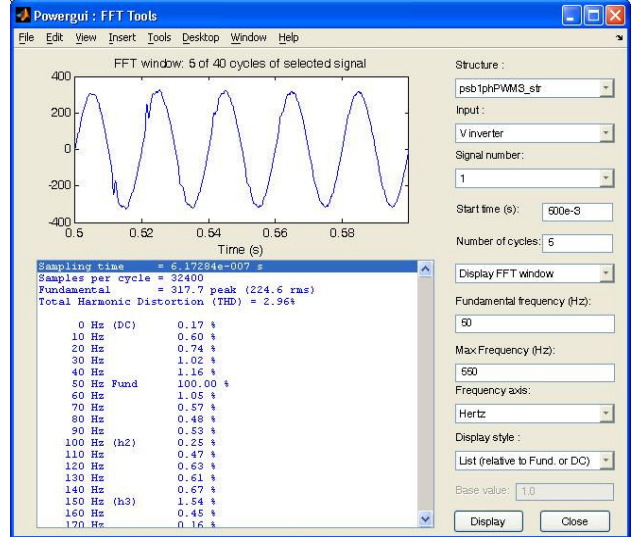 Powergui : FFT Tools
File Edit View Insert Tools Desktop Window Help
FFT window: 5 of 40 cycles of selected signal
400
200
0
-200
-400
0.5 0.52 0.54 0.56 0.58
Time (s)
Sampling time = 6.17284e-007 s
Samples per cycle = 32400
Fundamental = 317.7 peak (224.6 rms)
Total Harmonic Distortion (THD) = 2.96%
0 Hz (DC) 0.17 %
10 Hz 0.60 %
20 Hz 0.74 %
30 Hz 1.02 %
40 Hz 1.16 %
50 Hz Fund 100.00 %
60 Hz 1.05 %
70 Hz 0.57 %
80 Hz 0.48 %
90 Hz 0.53 %
100 Hz (h2) 0.25 %
110 Hz 0.47 %
120 Hz 0.63 %
130 Hz 0.61 %
140 Hz 0.67 %
150 Hz (h3) 1.54 %
160 Hz 0.45 %
170 Hz 0.16 %
Structure :
psb1phPWM3_str
Input :
V inverter
Signal number:
1
Start time (s): 500e-3
Number of cycles: 5
Display FFT window
Fundamental frequency (Hz):
50
Max Frequency (Hz):
550
Frequency axis:
Hertz
Display style :
List (relative to Fund. or DC)
Base value: 1.0
Display Close